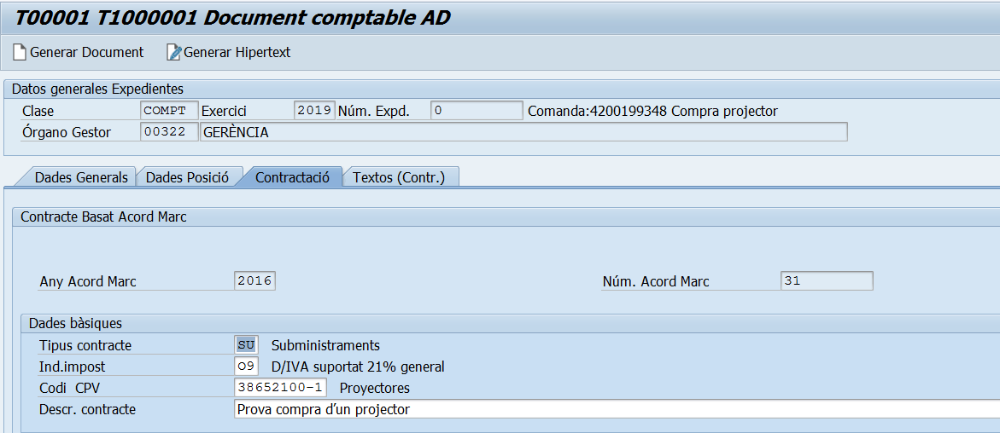 T00001 T1000001 Document comptable AD
Generar Document Generar Hipertext
Datos generales Expedientes
Clase COMPT Exercici 2019 Núm. Expd. 0 Comanda:4200199348 Compra projector
Órgano Gestor 00322 GERÈNCIA
Dades Generals Dades Posició Contractació Textos (Contr.)
Contracte Basat Acord Marc
Any Acord Marc 2016 Núm. Acord Marc 31
Dades bàsiques
Tipus contracte SU Subministraments
Ind.impost O9 D/IVA suportat 21% general
Codi CPV 38652100-1 Proyectores
Descr. contracte Prova compra d'un projector